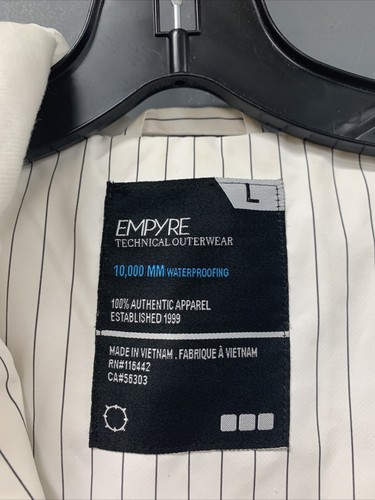 L
EMPYRE
TECHNICAL OUTERWEAR
10,000 MM WATERPROOFING
100% AUTHENTIC APPAREL
ESTABLISHED 1999
MADE IN VIETNAM . FABRIQUE À VIETNAM
RN#116442
CA#56303